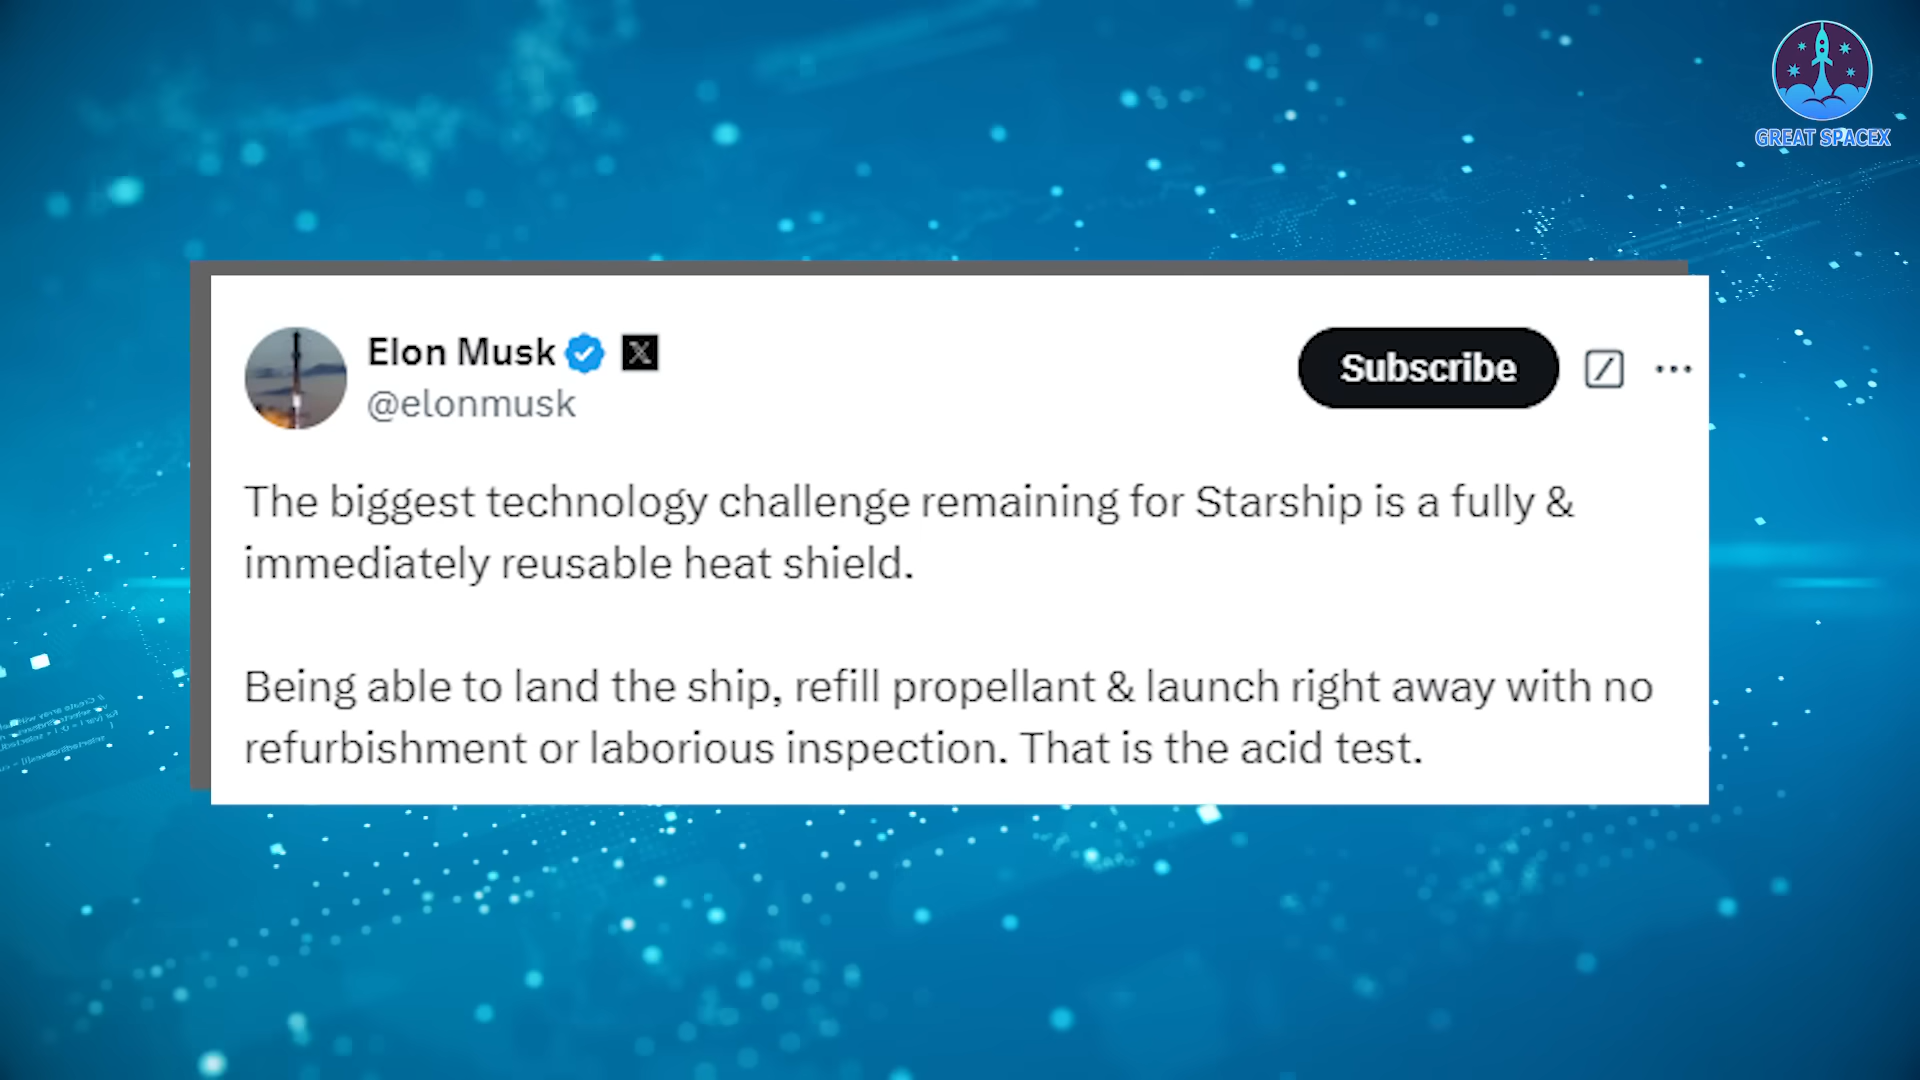 GREAT SPACEX
Elon Musk
@elonmusk
Subscribe
The biggest technology challenge remaining for Starship is a fully &
immediately reusable heat shield.
Being able to land the ship, refill propellant & launch right away with no
refurbishment or laborious inspection. That is the acid test.